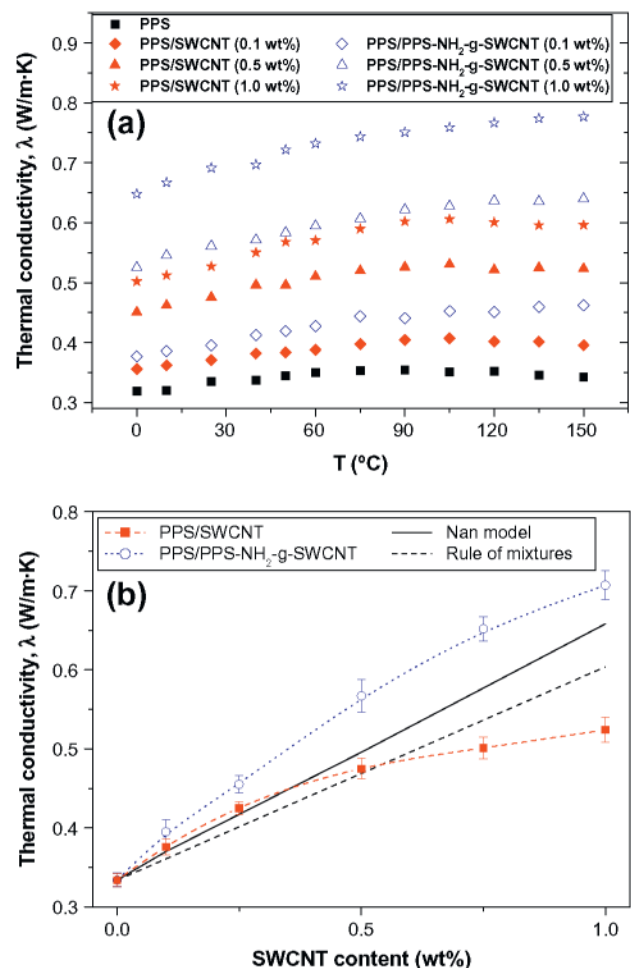 PPS
PPS/SWCNT (0.1 wt%) PPS/PPS-NH₂-g-SWCNT (0.1 wt%)
PPS/SWCNT (0.5 wt%) PPS/PPS-NH₂-g-SWCNT (0.5 wt%)
PPS/SWCNT (1.0 wt%) PPS/PPS-NH₂-g-SWCNT (1.0 wt%)
(a)
Thermal conductivity, λ (W/m·K)
0.9
0.8
0.7
0.6
0.5
0.4
0.3
0 30 60 90 120 150
T (ºC)
PPS/SWCNT Nan model
PPS/PPS-NH₂-g-SWCNT Rule of mixtures
(b)
Thermal conductivity, λ (W/m·K)
0.8
0.7
0.6
0.5
0.4
0.3
0.0 0.5 1.0
SWCNT content (wt%)